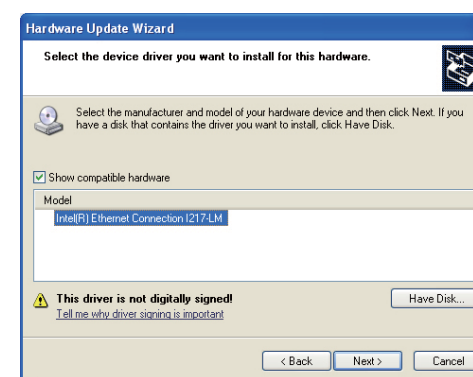 Hardware Update Wizard
Select the device driver you want to install for this hardware.
Select the manufacturer and model of your hardware device and then click Next. If you
have a disk that contains the driver you want to install, click Have Disk.
Show compatible hardware
Model
Intel(R) Ethernet Connection I217-LM
This driver is not digitally signed!
Tell me why driver signing is important
Have Disk...
< Back
Next >
Cancel